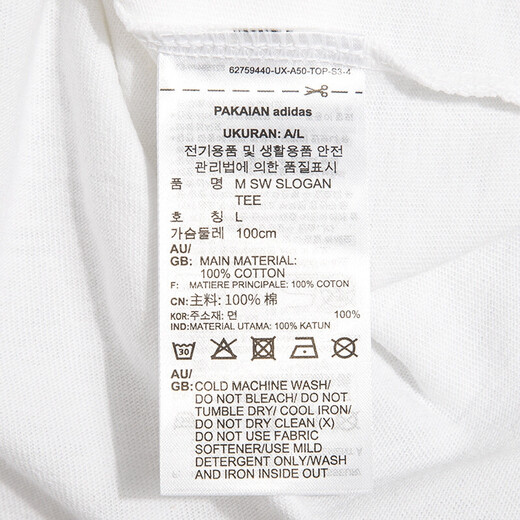 62759440-UX-A50-TOP-S3-4
PAKAIAN adidas
UKURAN: A/L
전기용품 및 생활용품 안전
관리법에 의한 품질표시
품 명 M SW SLOGAN
TEE
호 칭 L
가슴둘레 100cm
AU/
GB: MAIN MATERIAL:
100% COTTON
F: MATIERE PRINCIPALE: 100% COTON
CN: 主料: 100% 棉
KOR: 주소재: 면 100%
IND: MATERIAL UTAMA: 100% KATUN
30
AU/
GB: COLD MACHINE WASH/
DO NOT BLEACH/ DO NOT
TUMBLE DRY/ COOL IRON/
DO NOT DRY CLEAN (X)
DO NOT USE FABRIC
SOFTENER/USE MILD
DETERGENT ONLY/WASH
AND IRON INSIDE OUT